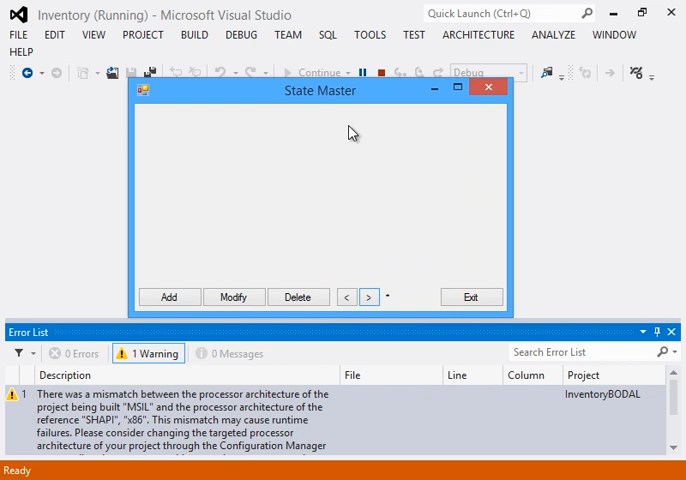 Inventory (Running) - Microsoft Visual Studio
Quick Launch (Ctrl+Q)
FILE EDIT VIEW PROJECT BUILD DEBUG TEAM SQL TOOLS TEST ARCHITECTURE ANALYZE WINDOW
HELP
Continue Debug
State Master
Add Modify Delete < > - Exit
Error List
0 Errors 1 Warning 0 Messages Search Error List
Description File Line Column Project
1 There was a mismatch between the processor architecture of the InventoryBODAL
project being built "MSIL" and the processor architecture of the
reference "SHAPI", "x86". This mismatch may cause runtime
failures. Please consider changing the targeted processor
architecture of your project through the Configuration Manager
Ready